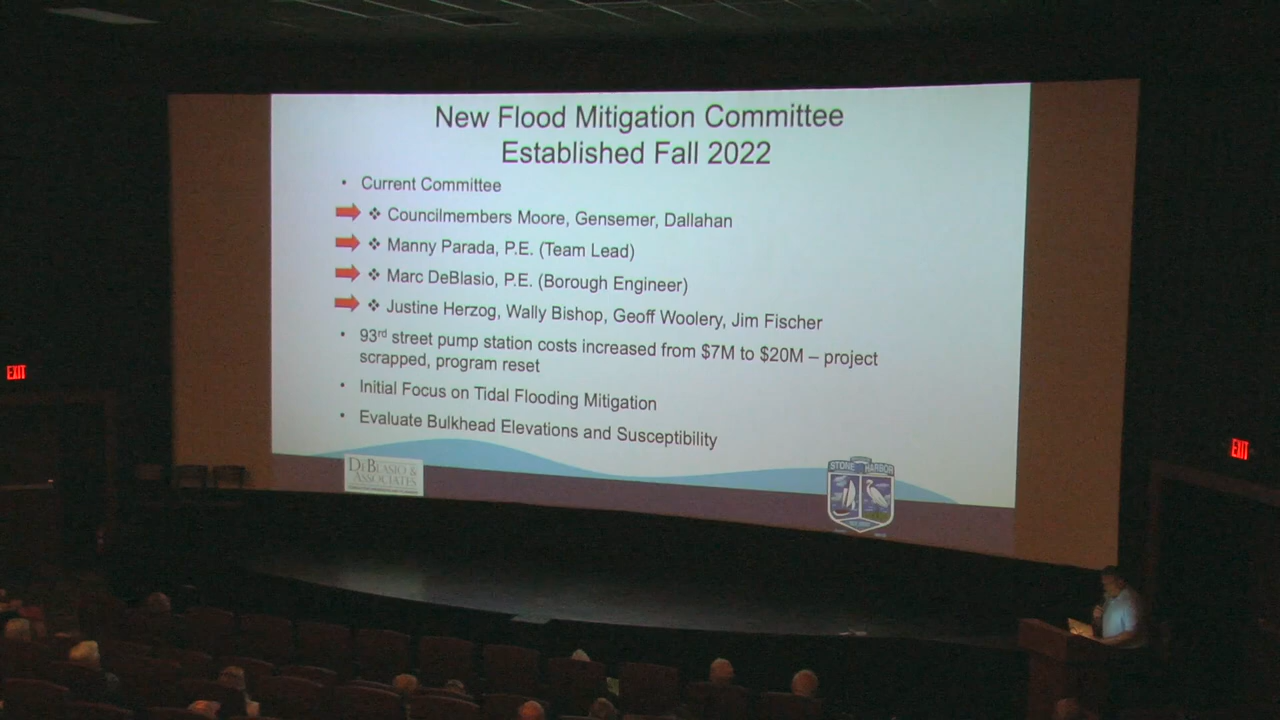 New Flood Mitigation Committee
Established Fall 2022
• Current Committee
❖ Councilmembers Moore, Gensemer, Dallahan
❖ Manny Parada, P.E. (Team Lead)
❖ Marc DeBlasio, P.E. (Borough Engineer)
❖ Justine Herzog, Wally Bishop, Geoff Woolery, Jim Fischer
• 93rd street pump station costs increased from $7M to $20M – project
scrapped, program reset
• Initial Focus on Tidal Flooding Mitigation
• Evaluate Bulkhead Elevations and Susceptibility
DEBLASIO &
ASSOCIATES
STONE HARBOR
EXIT
EXIT